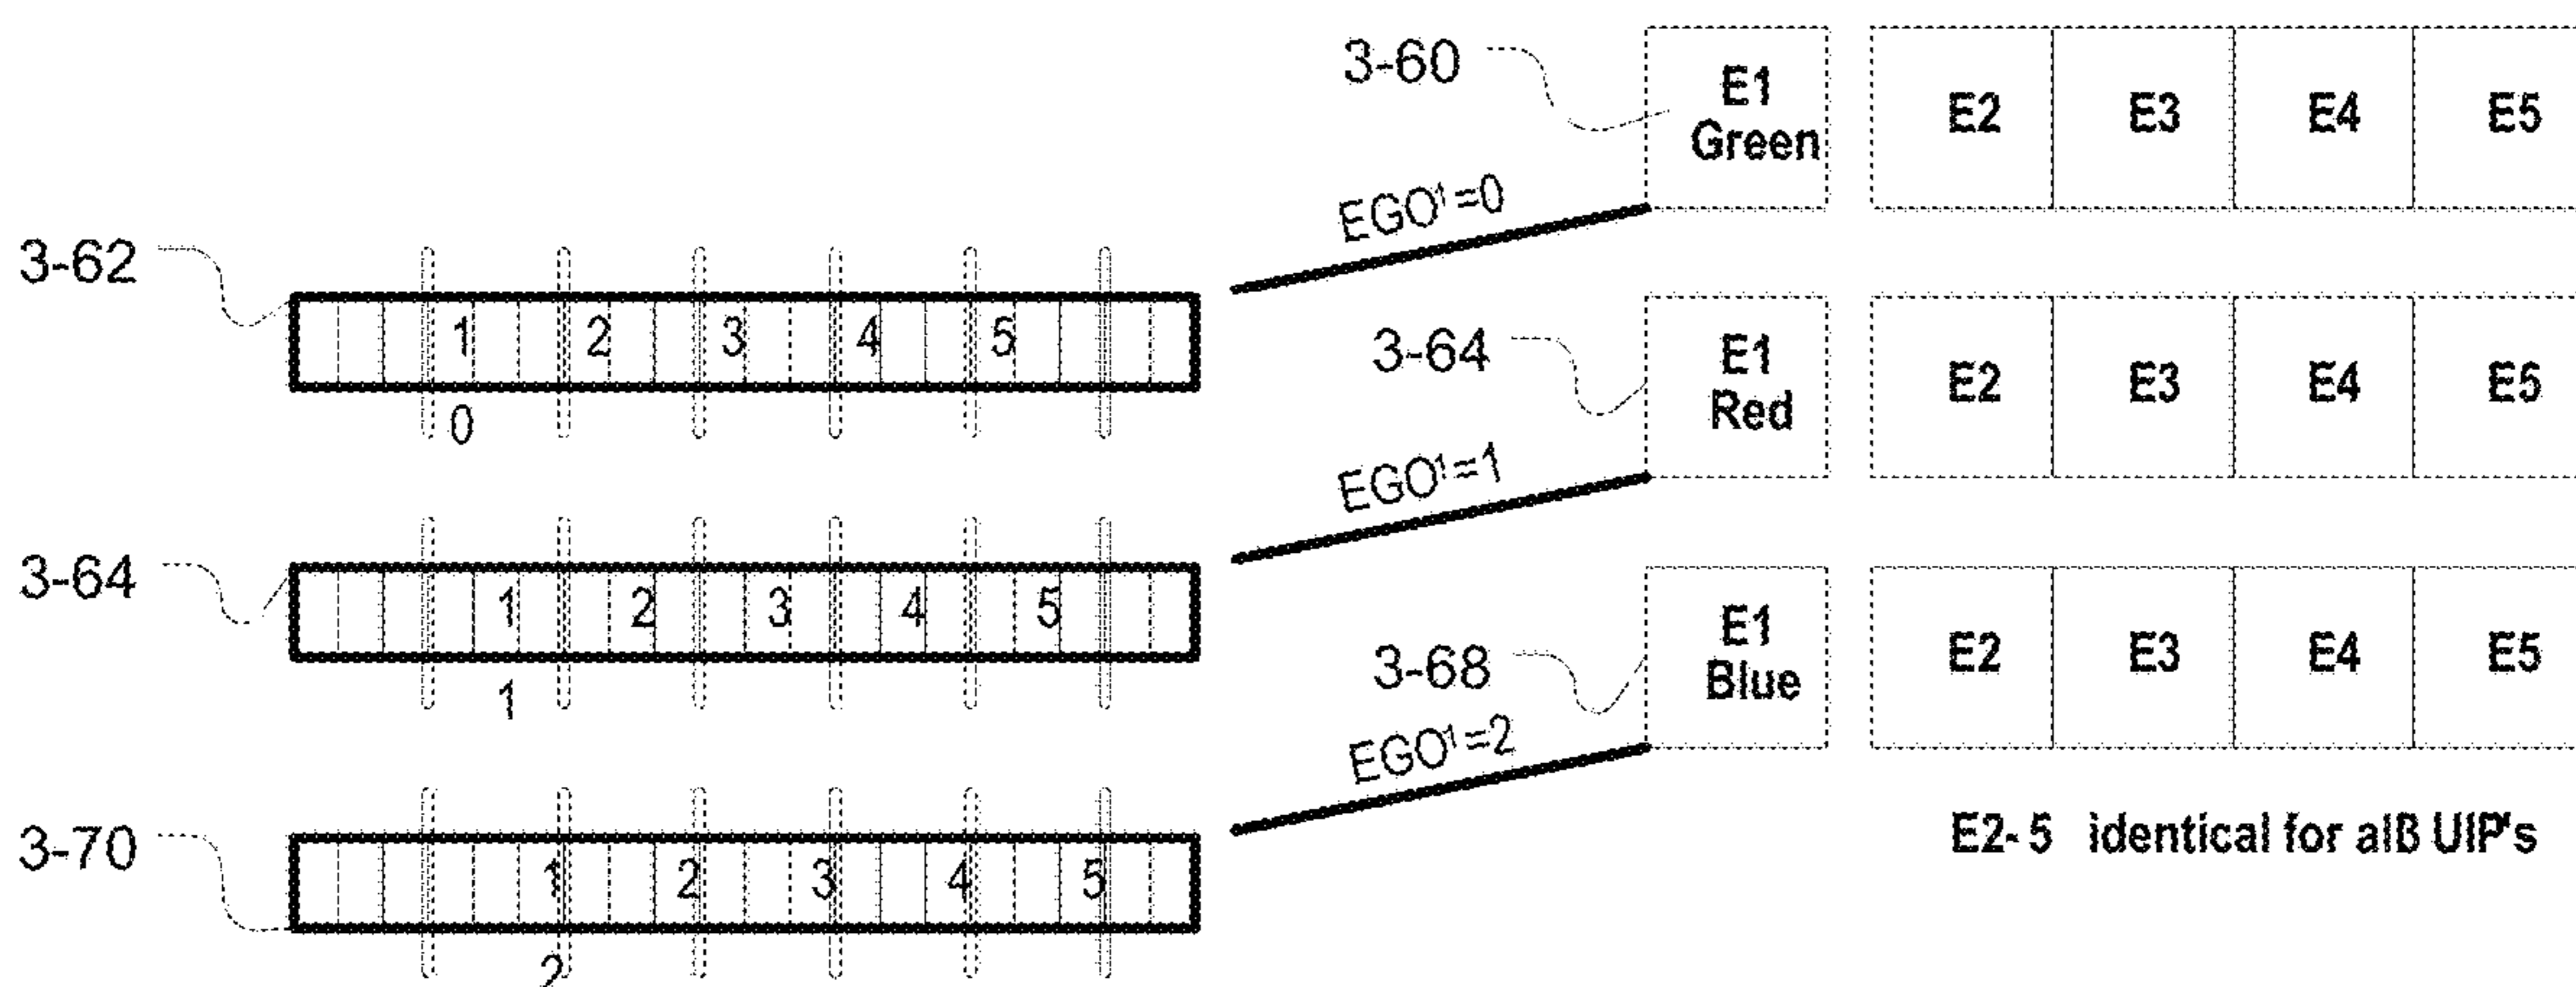 3-60
E1
Green
E2 E3 E4 E5
EGO¹=0
3-62
1 2 3 4 5
0
3-64
E1
Red
E2 E3 E4 E5
EGO¹=1
3-64
1 2 3 4 5
1
3-68
E1
Blue
E2 E3 E4 E5
EGO¹=2
3-70
1 2 3 4 5
2
E2-5 identical for alß UIP's